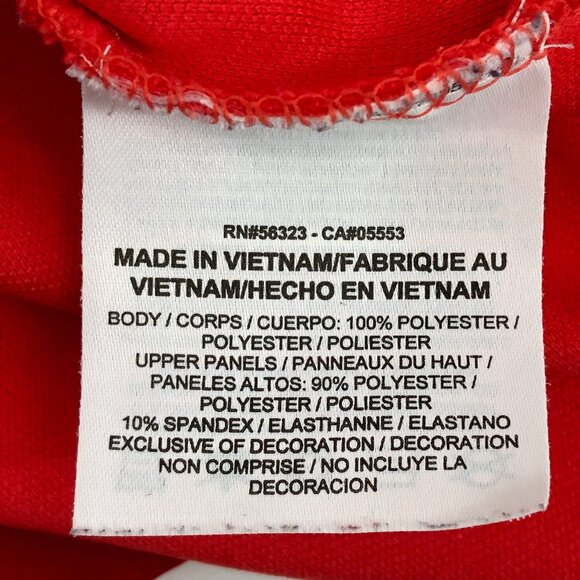 RN#56323 - CA#05553
MADE IN VIETNAM/FABRIQUE AU
VIETNAM/HECHO EN VIETNAM
BODY / CORPS / CUERPO: 100% POLYESTER /
POLYESTER / POLIESTER
UPPER PANELS / PANNEAUX DU HAUT /
PANELES ALTOS: 90% POLYESTER /
POLYESTER / POLIESTER
10% SPANDEX / ELASTHANNE / ELASTANO
EXCLUSIVE OF DECORATION / DECORATION
NON COMPRISE / NO INCLUYE LA
DECORACION